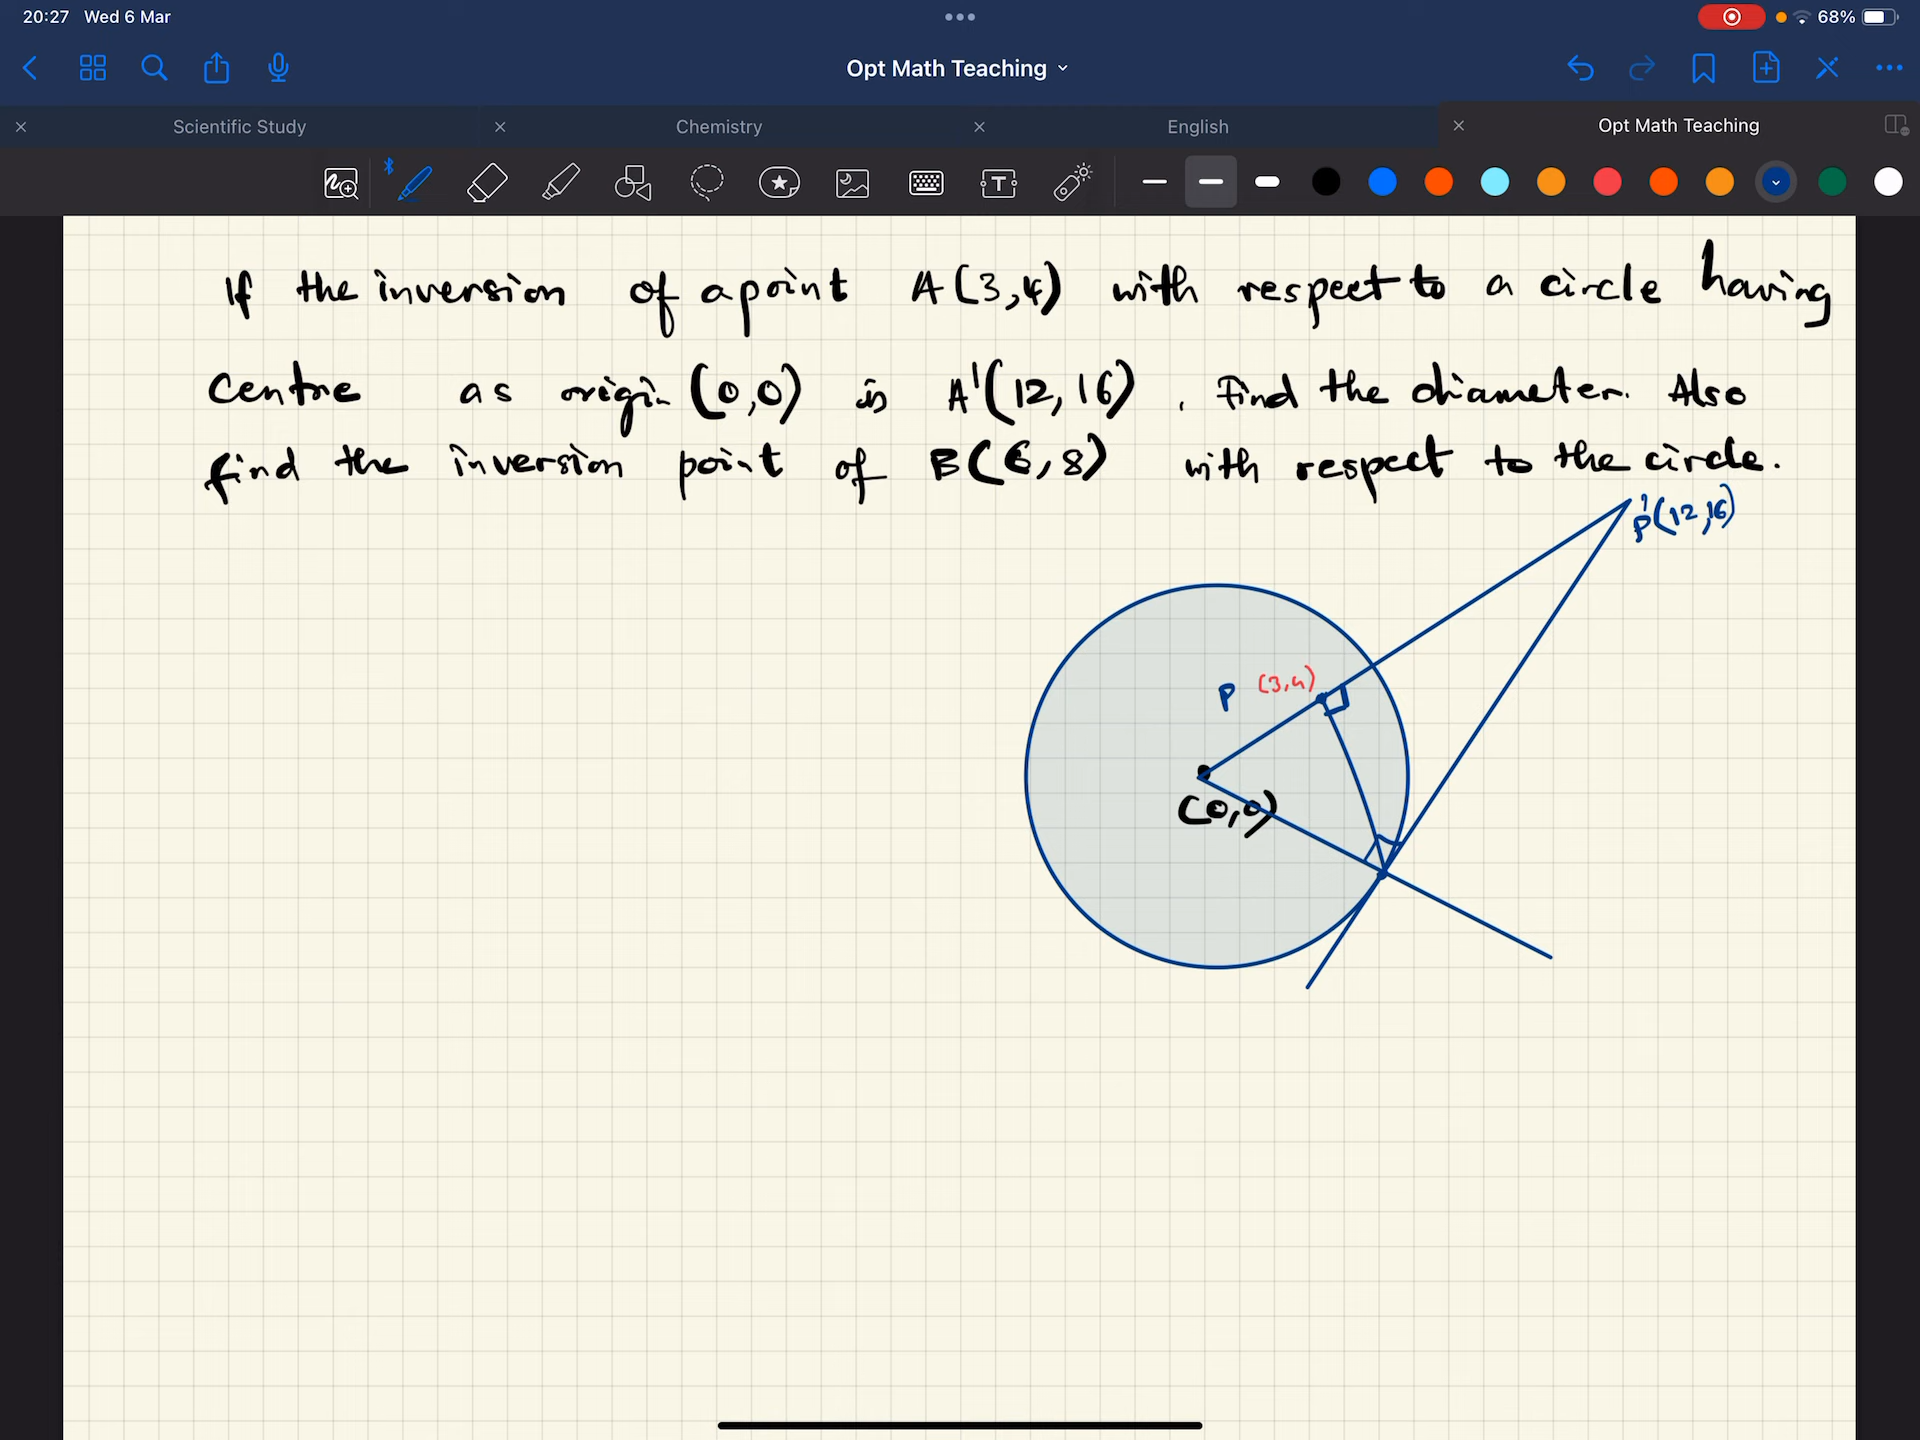 20:27 Wed 6 Mar
68%
Opt Math Teaching
Scientific Study
Chemistry
English
Opt Math Teaching
T
If the inversion of a point A(3,4) with respect to a circle having
Centre as origin (0,0) is A'(12,16). Find the diameter. Also
find the inversion point of B(6,8) with respect to the circle.
P'(12,16)
P (3,4)
(0,0)